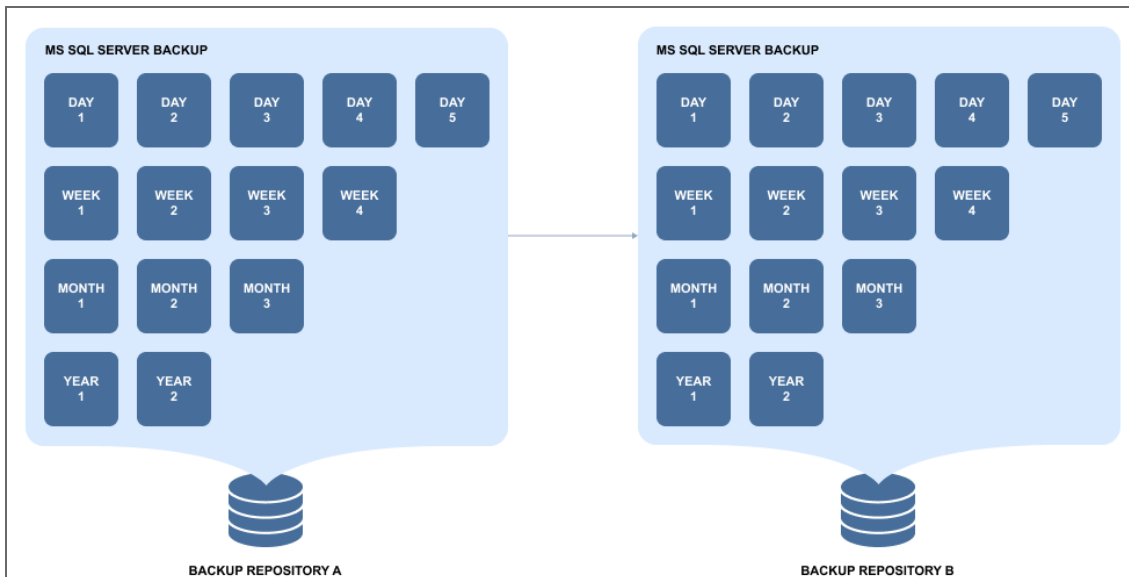 MS SQL SERVER BACKUP
DAY
1
DAY
2
DAY
3
DAY
4
DAY
5
WEEK
1
WEEK
2
WEEK
3
WEEK
4
MONTH
1
MONTH
2
MONTH
3
YEAR
1
YEAR
2
BACKUP REPOSITORY A
MS SQL SERVER BACKUP
DAY
1
DAY
2
DAY
3
DAY
4
DAY
5
WEEK
1
WEEK
2
WEEK
3
WEEK
4
MONTH
1
MONTH
2
MONTH
3
YEAR
1
YEAR
2
BACKUP REPOSITORY B